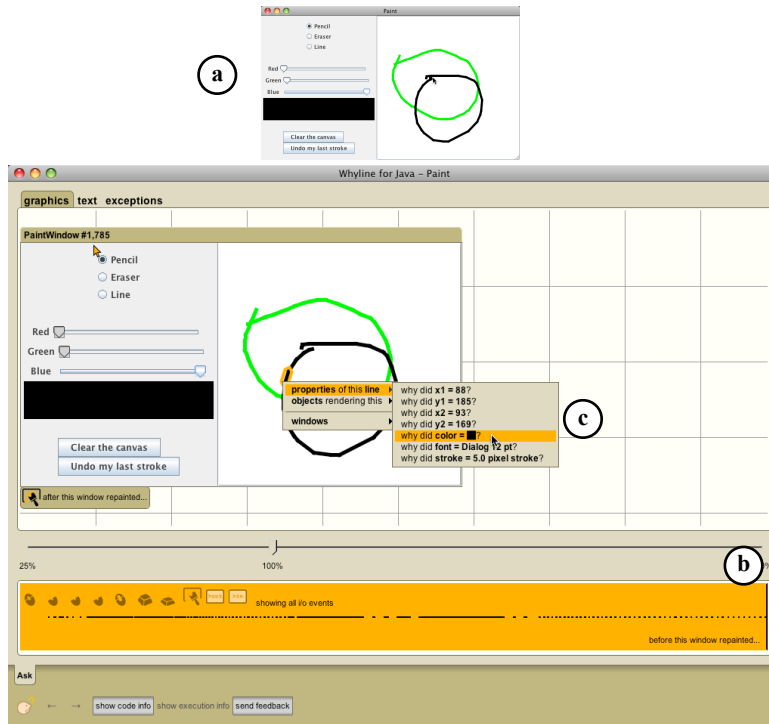 Paint
Pencil
Eraser
Line
Red
Green
Blue
Clear the canvas
Undo my last stroke
a
Whyline for Java – Paint
graphics text exceptions
PaintWindow #1,785
Pencil
Eraser
Line
Red
Green
Blue
Clear the canvas
Undo my last stroke
properties of this line
objects rendering this
windows
why did x1 = 88?
why did y1 = 185?
why did x2 = 93?
why did y2 = 169?
why did color = ?
why did font = Dialog 12 pt?
why did stroke = 5.0 pixel stroke?
c
after this window repainted...
25%
100%
b
showing all i/o events
before this window repainted...
Ask
show code info show execution info send feedback